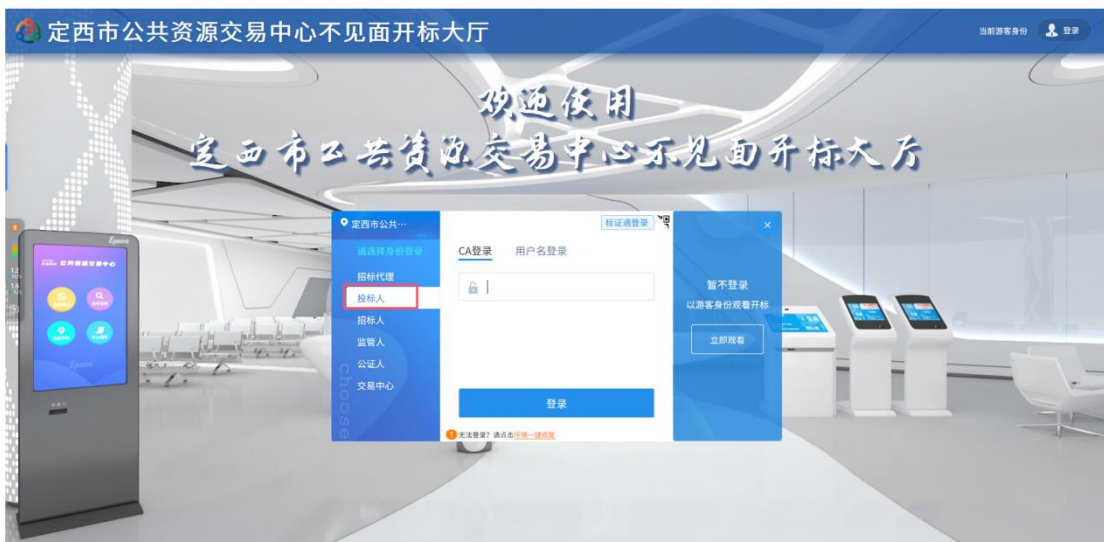 定西市公共资源交易中心不见面开标大厅
当前游客身份 登录
欢迎使用
定西市公共资源交易中心不见面开标大厅
定西市公共…
标证通登录
请选择身份登录
CA登录 用户名登录
招标代理
投标人
招标人
监管人
公证人
交易中心
choose
登录
无法登录？请点击环境一键修复
×
暂不登录
以游客身份观看开标
立即观看
Epoint
公共资源交易中心
Epoint